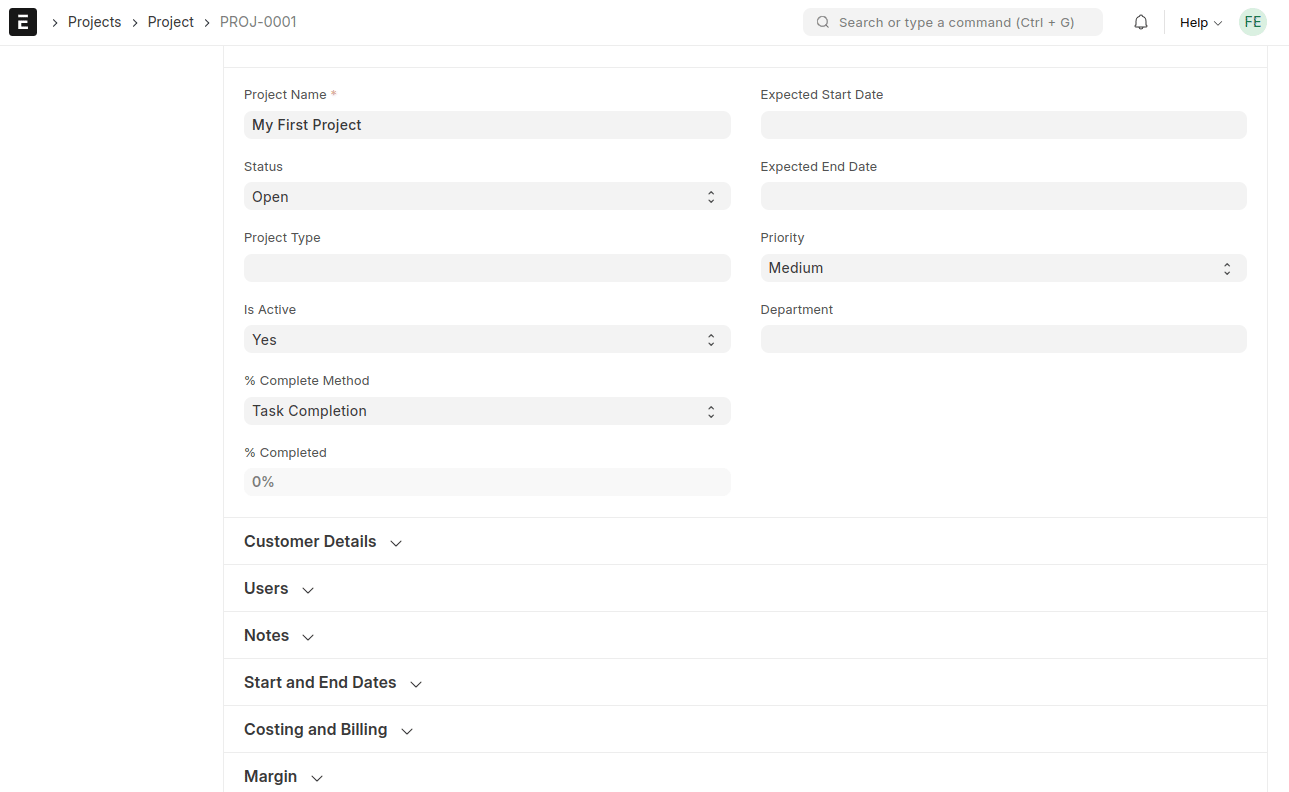 Projects
Project
PROJ-0001
Search or type a command (Ctrl + G)
Help
FE
Project Name *
My First Project
Status
Open
Project Type
Is Active
Yes
% Complete Method
Task Completion
% Completed
0%
Expected Start Date
Expected End Date
Priority
Medium
Department
Customer Details
Users
Notes
Start and End Dates
Costing and Billing
Margin